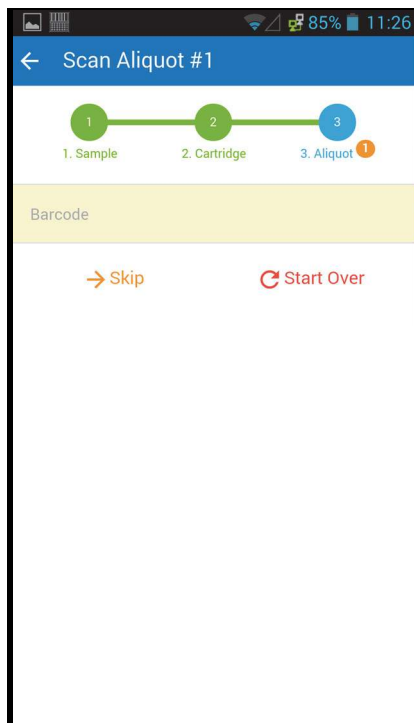 85% 11:26
Scan Aliquot #1
1 2 3
1. Sample 2. Cartridge 3. Aliquot 1
Barcode
Skip Start Over